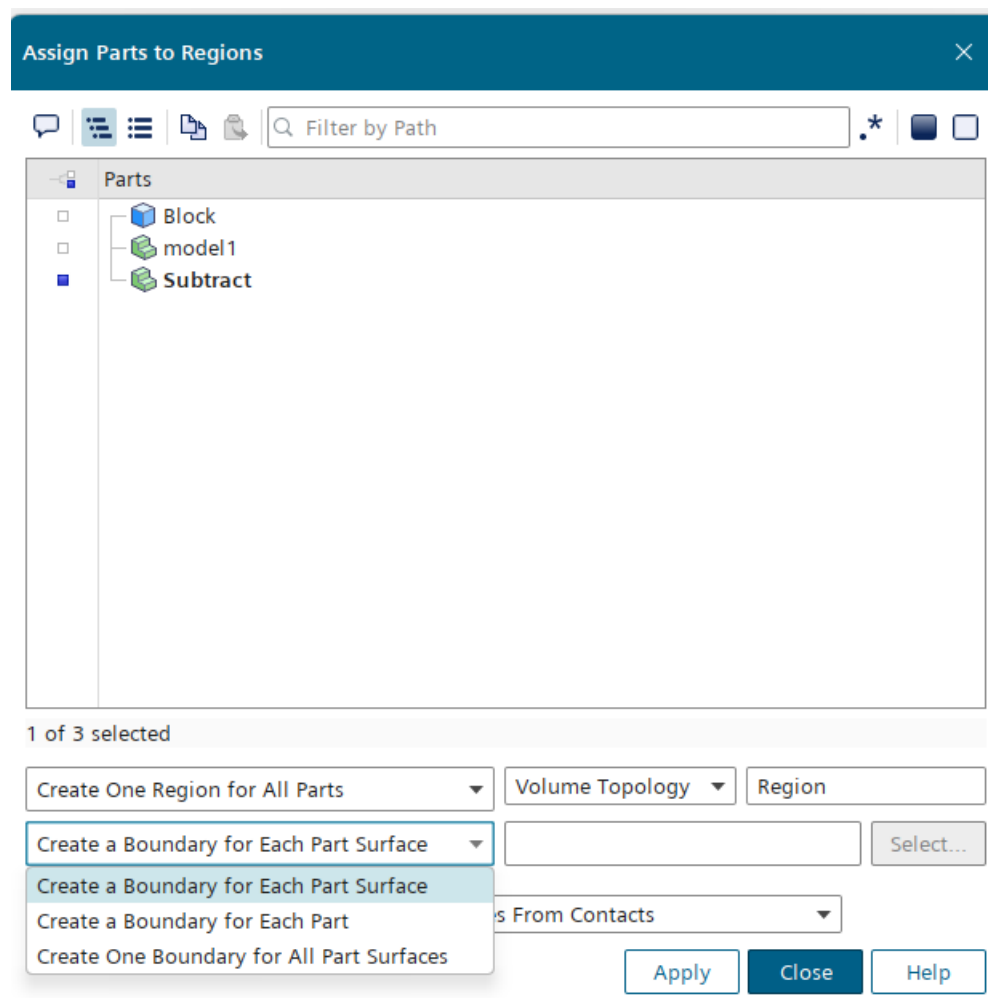 Assign Parts to Regions
Filter by Path
.*
Parts
Block
model1
Subtract
1 of 3 selected
Create One Region for All Parts
Volume Topology
Region
Create a Boundary for Each Part Surface
Select...
Create a Boundary for Each Part Surface
Create a Boundary for Each Part
From Contacts
Create One Boundary for All Part Surfaces
Apply
Close
Help